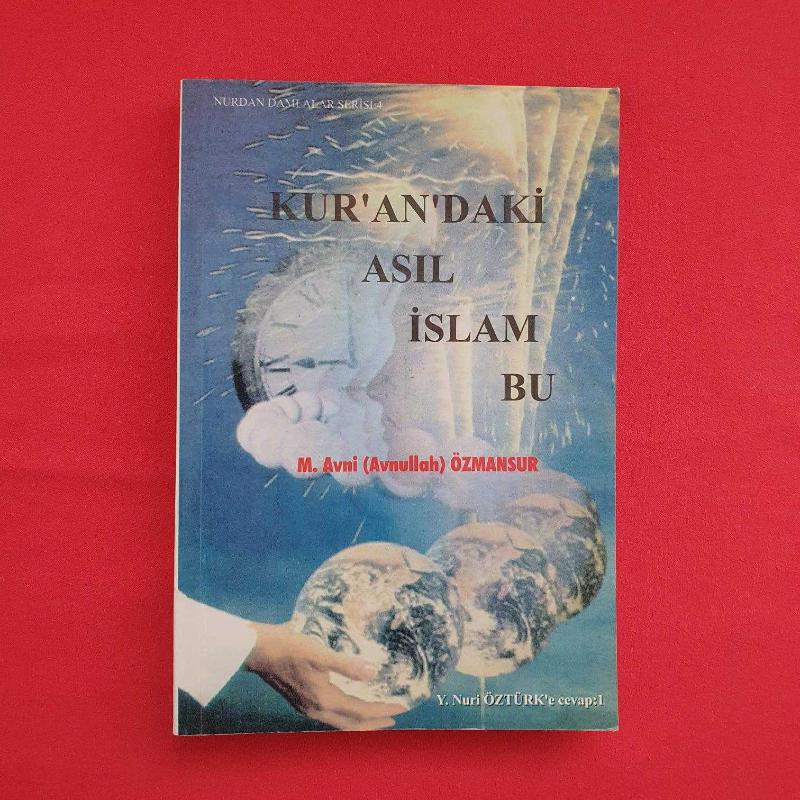 NURDAN DAMLALAR SERİSİ:4
KUR'AN'DAKİ
ASIL
İSLAM
BU
M. Avni (Avnullah) ÖZMANSUR
Y. Nuri ÖZTÜRK'e cevap:1